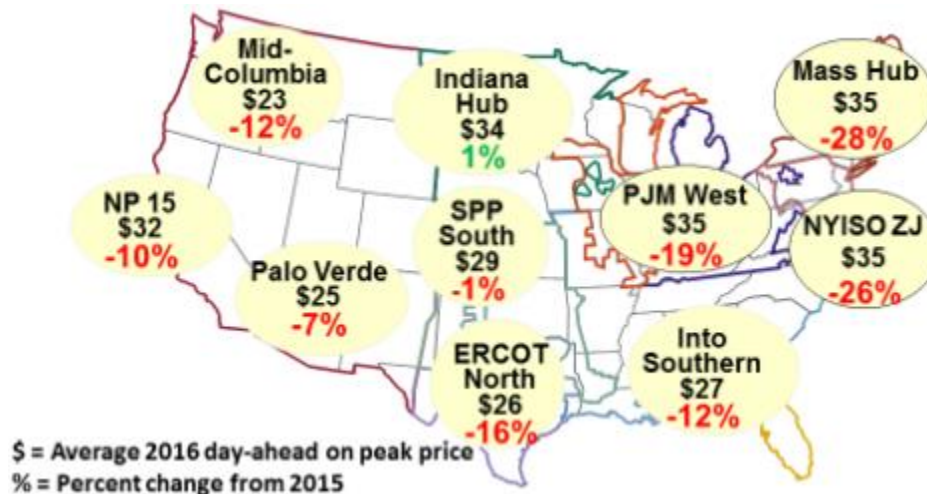 Mid-
Columbia
$23
-12%
Indiana
Hub
$34
1%
Mass Hub
$35
-28%
NP 15
$32
-10%
SPP
South
$29
-1%
PJM West
$35
-19%
NYISO ZJ
$35
-26%
Palo Verde
$25
-7%
ERCOT
North
$26
-16%
Into
Southern
$27
-12%
$ = Average 2016 day-ahead on peak price
% = Percent change from 2015